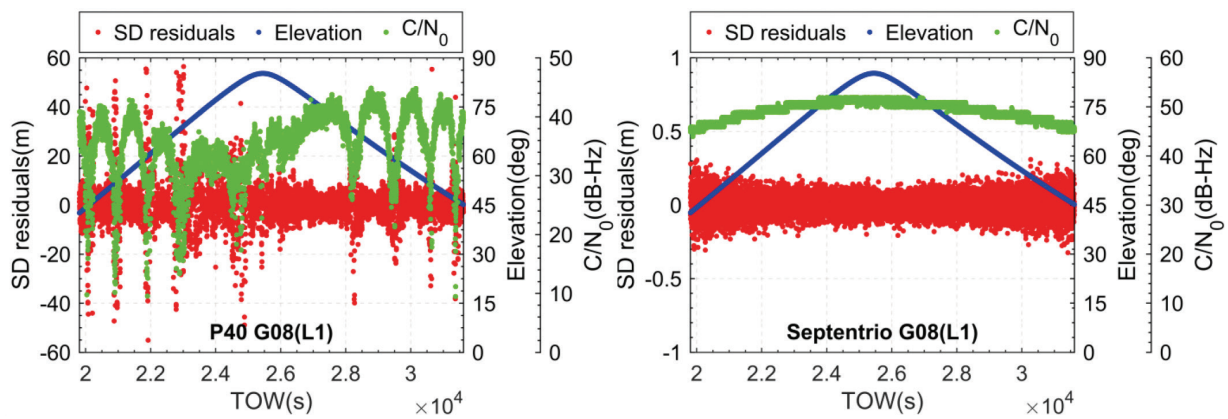 SD residuals Elevation C/N0
60 90 50
40 75 40
20 60 30
0 45
-20 30 20
-40 15 10
-60 0 0
SD residuals(m)
Elevation(deg)
C/N0(dB-Hz)
P40 G08(L1)
2 2.2 2.4 2.6 2.8 3
TOW(s) ×10^4
SD residuals Elevation C/N0
1 90 60
0.5 75 50
0 60 40
-0.5 45 30
-1 30 20
15 10
0 0
SD residuals(m)
Elevation(deg)
C/N0(dB-Hz)
Septentrio G08(L1)
2 2.2 2.4 2.6 2.8 3
TOW(s) ×10^4